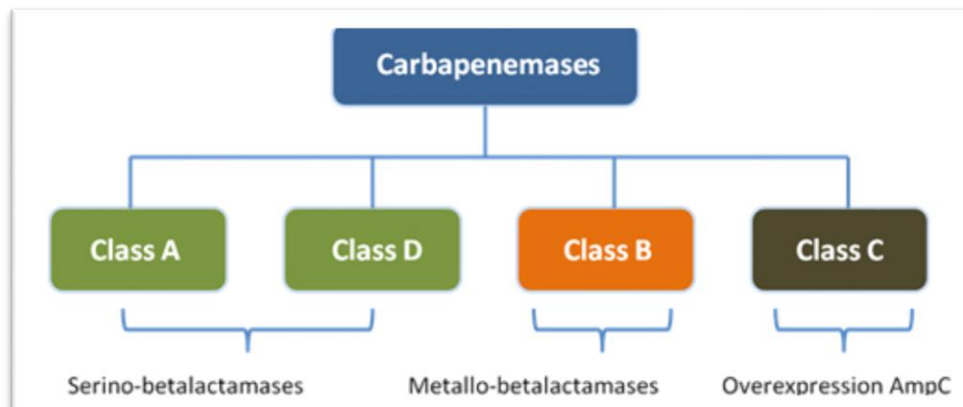 Carbapenemases
Class A
Class D
Class B
Class C
Serino-betalactamases
Metallo-betalactamases
Overexpression AmpC